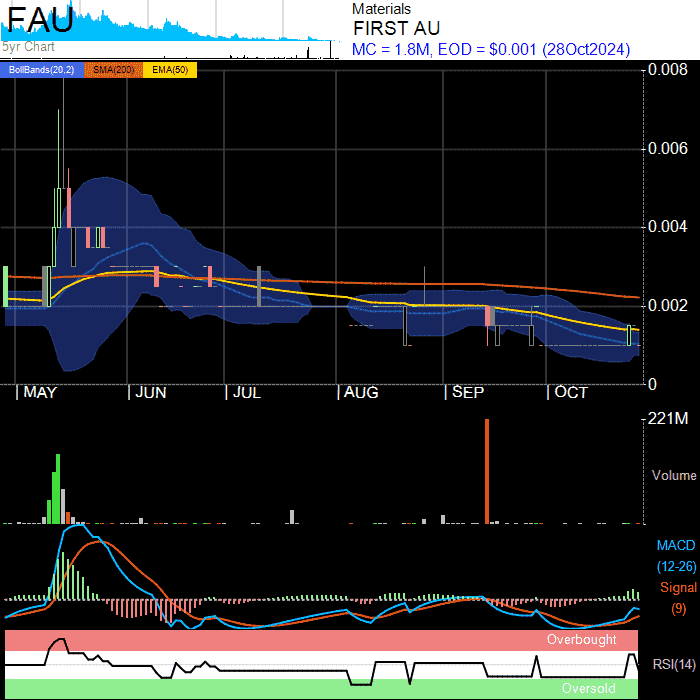 FAU
5yr Chart
Materials
FIRST AU
MC = 1.8M, EOD = $0.001 (28Oct2024)
BollBands(20,2) SMA(200) EMA(50)
0.008
0.006
0.004
0.002
0
MAY JUN JUL AUG SEP OCT
221M
Volume
MACD
(12-26)
Signal
(9)
Overbought
RSI(14)
Oversold